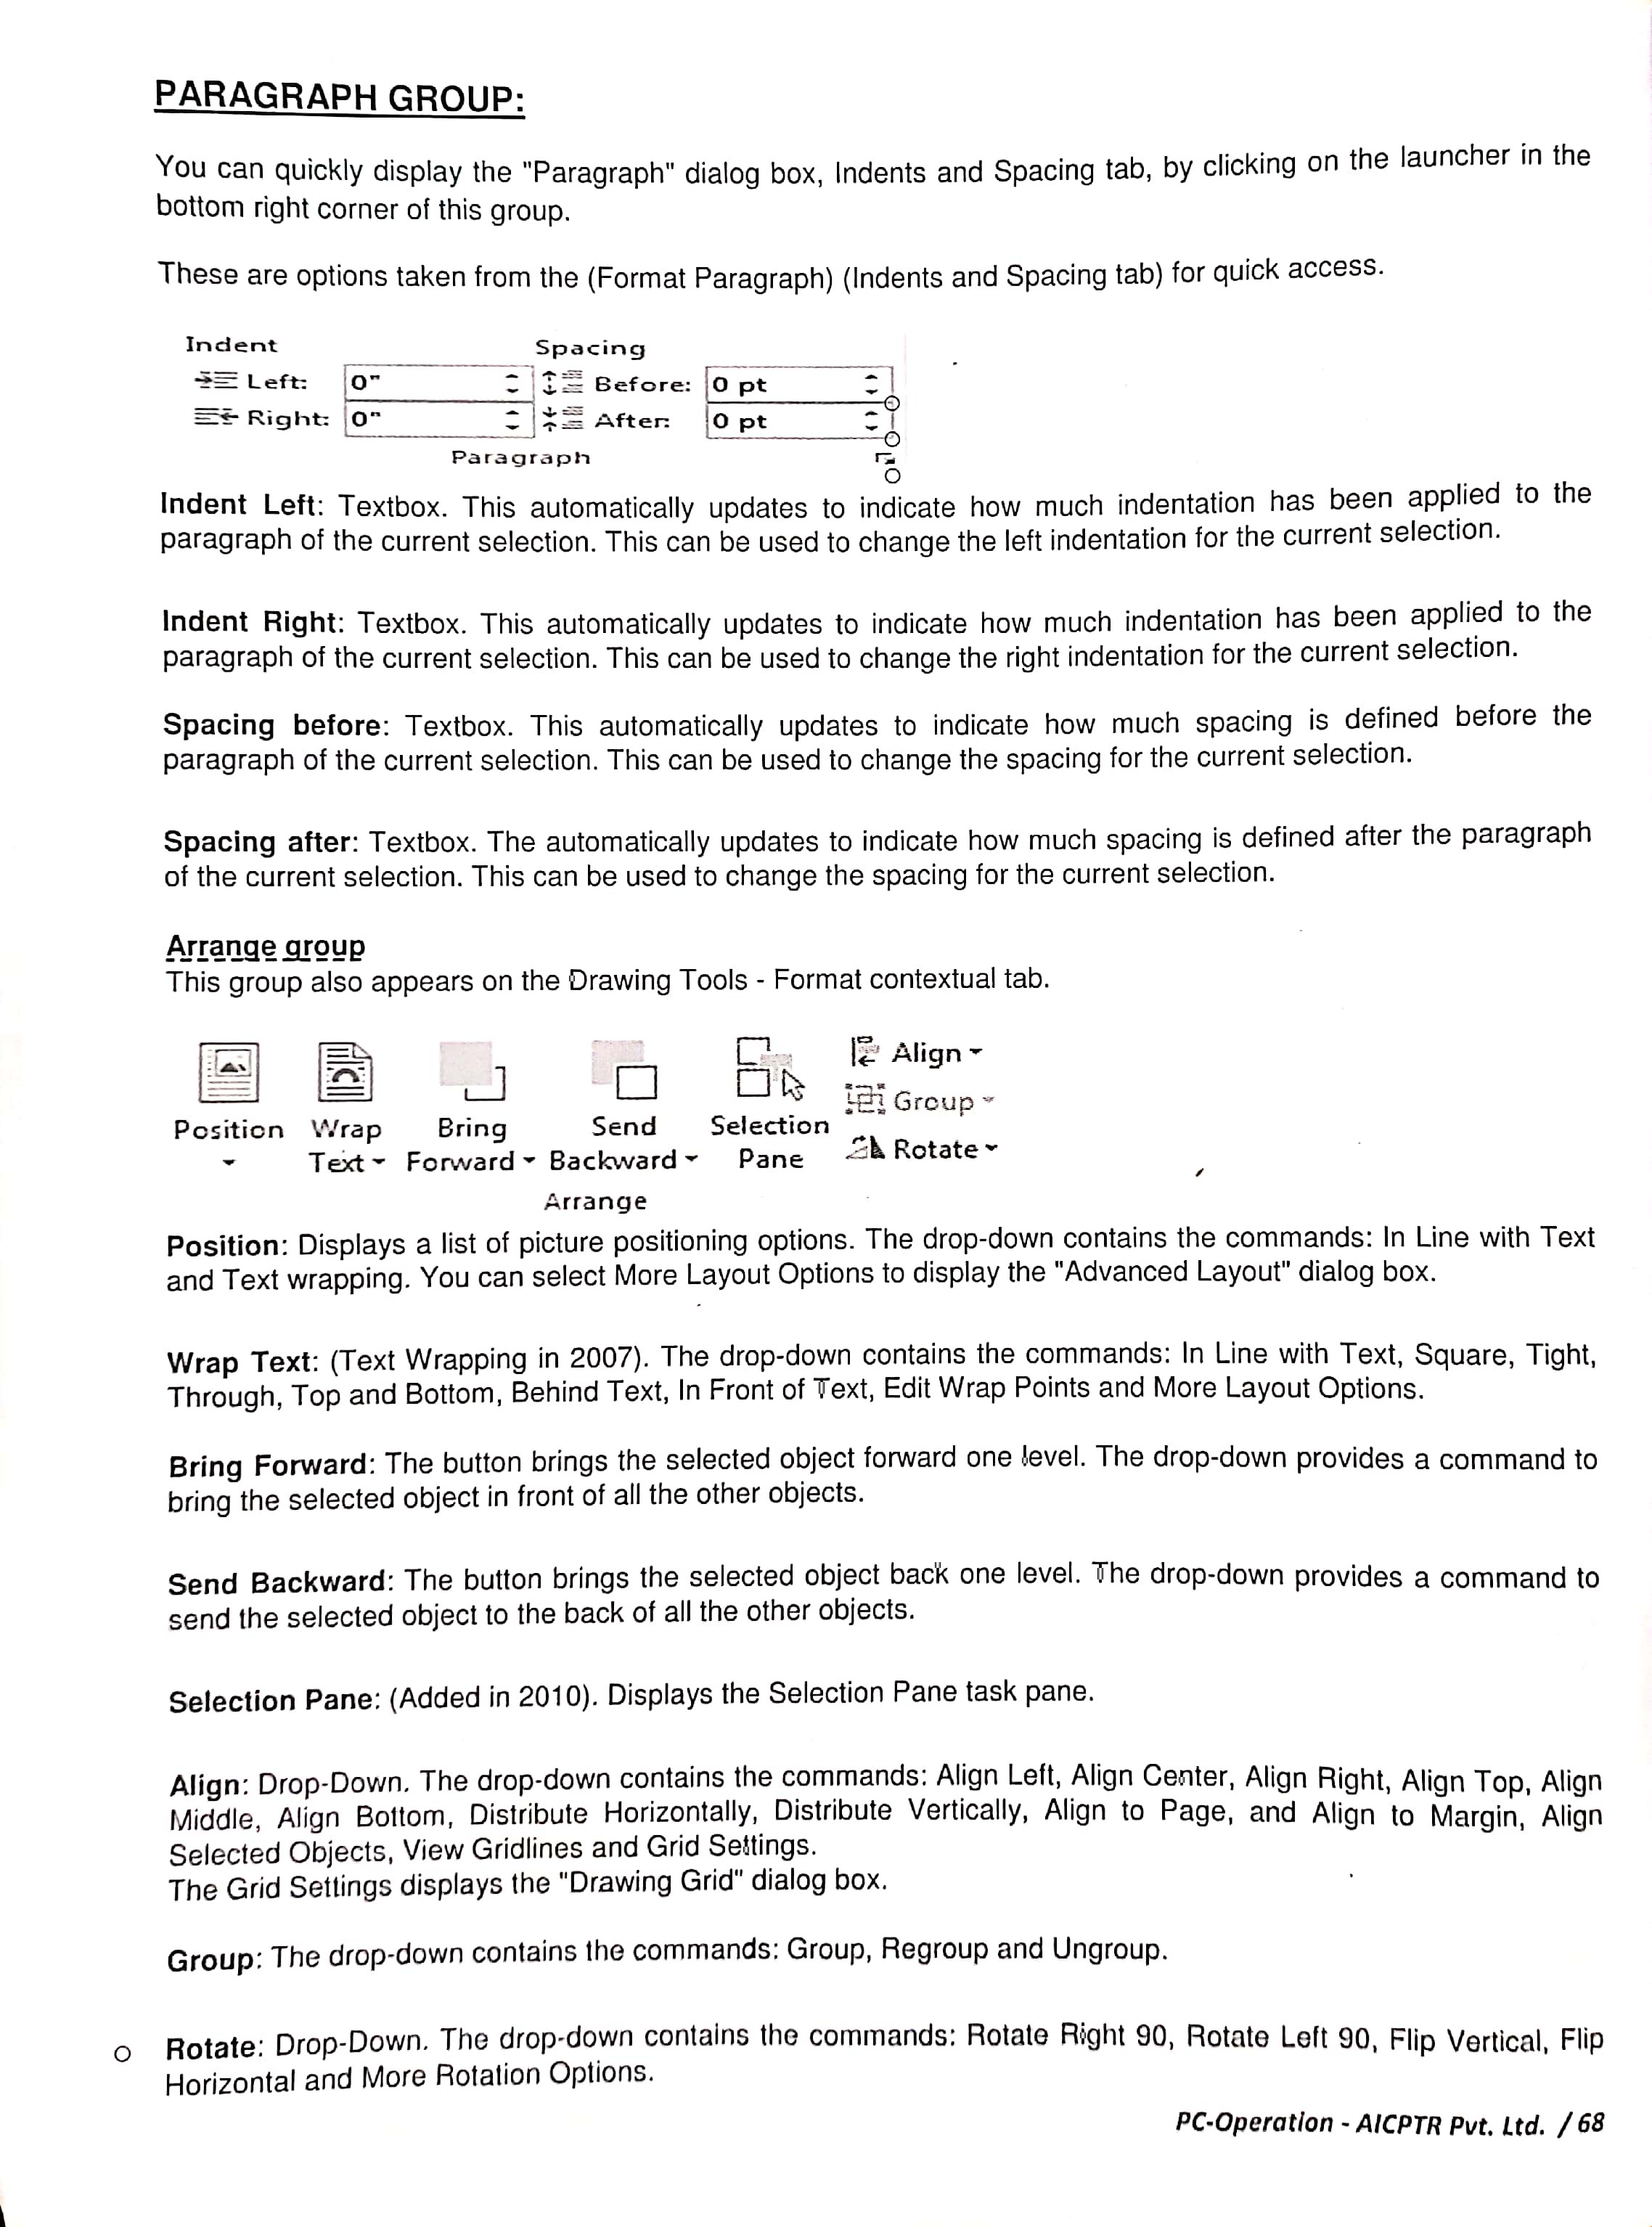 PARAGRAPH GROUP:
You can quickly display the "Paragraph" dialog box, Indents and Spacing tab, by clicking on the launcher in the
bottom right corner of this group.
These are options taken from the (Format Paragraph) (Indents and Spacing tab) for quick access.
Indent Spacing
Left: 0" Before: 0 pt
Right: 0" After: 0 pt
Paragraph
Indent Left: Textbox. This automatically updates to indicate how much indentation has been applied to the
paragraph of the current selection. This can be used to change the left indentation for the current selection.
Indent Right: Textbox. This automatically updates to indicate how much indentation has been applied to the
paragraph of the current selection. This can be used to change the right indentation for the current selection.
Spacing before: Textbox. This automatically updates to indicate how much spacing is defined before the
paragraph of the current selection. This can be used to change the spacing for the current selection.
Spacing after: Textbox. The automatically updates to indicate how much spacing is defined after the paragraph
of the current selection. This can be used to change the spacing for the current selection.
Arrange group
This group also appears on the Drawing Tools - Format contextual tab.
Align
Group
Position Wrap Bring Send Selection
Rotate
Text Forward Backward Pane
Arrange
Position: Displays a list of picture positioning options. The drop-down contains the commands: In Line with Text
and Text wrapping. You can select More Layout Options to display the "Advanced Layout" dialog box.
Wrap Text: (Text Wrapping in 2007). The drop-down contains the commands: In Line with Text, Square, Tight,
Through, Top and Bottom, Behind Text, In Front of Text, Edit Wrap Points and More Layout Options.
Bring Forward: The button brings the selected object forward one level. The drop-down provides a command to
bring the selected object in front of all the other objects.
Send Backward: The button brings the selected object back one level. The drop-down provides a command to
send the selected object to the back of all the other objects.
Selection Pane: (Added in 2010). Displays the Selection Pane task pane.
Align: Drop-Down. The drop-down contains the commands: Align Left, Align Center, Align Right, Align Top, Align
Middle, Align Bottom, Distribute Horizontally, Distribute Vertically, Align to Page, and Align to Margin, Align
Selected Objects, View Gridlines and Grid Settings.
The Grid Settings displays the "Drawing Grid" dialog box.
Group: The drop-down contains the commands: Group, Regroup and Ungroup.
Rotate: Drop-Down. The drop-down contains the commands: Rotate Right 90, Rotate Left 90, Flip Vertical, Flip
Horizontal and More Rotation Options.
PC-Operation - AICPTR Pvt. Ltd. / 68